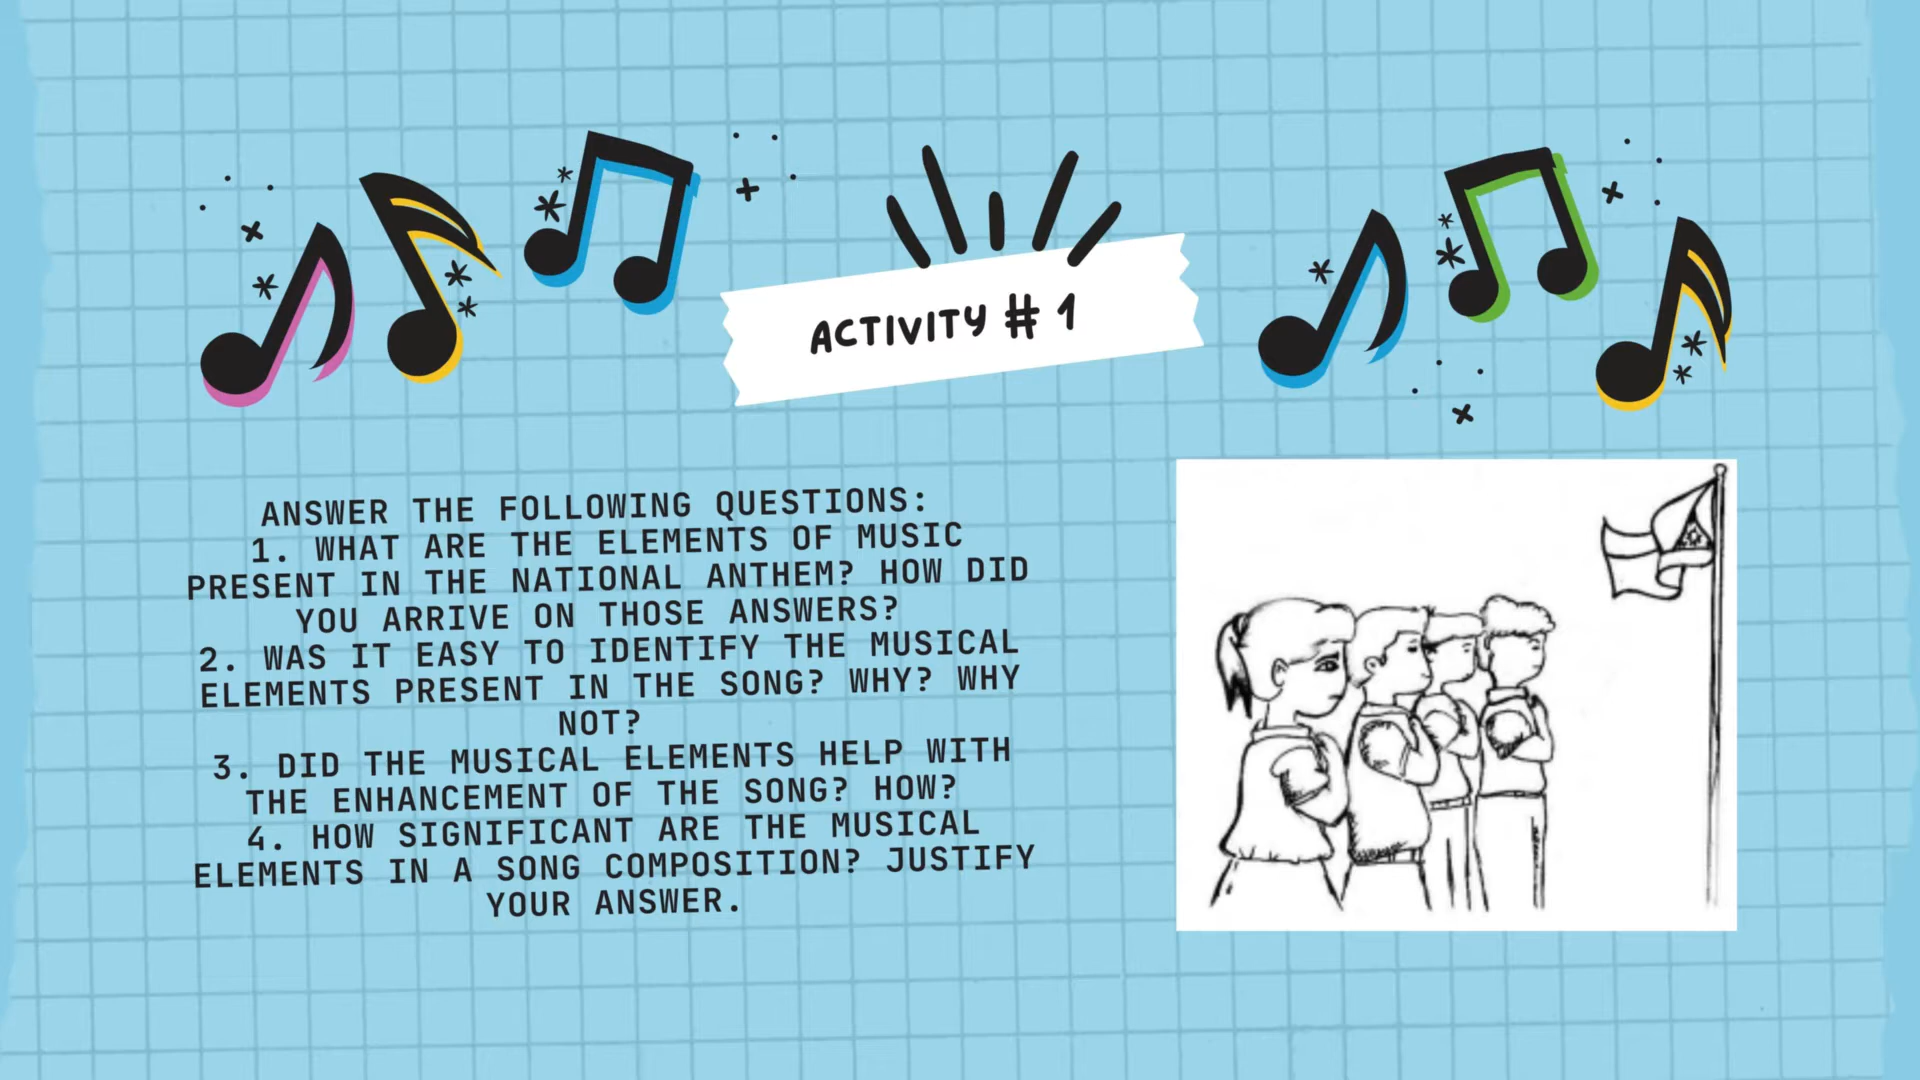 ACTIVITY # 1
ANSWER THE FOLLOWING QUESTIONS:
1. WHAT ARE THE ELEMENTS OF MUSIC
PRESENT IN THE NATIONAL ANTHEM? HOW DID
YOU ARRIVE ON THOSE ANSWERS?
2. WAS IT EASY TO IDENTIFY THE MUSICAL
ELEMENTS PRESENT IN THE SONG? WHY? WHY
NOT?
3. DID THE MUSICAL ELEMENTS HELP WITH
THE ENHANCEMENT OF THE SONG? HOW?
4. HOW SIGNIFICANT ARE THE MUSICAL
ELEMENTS IN A SONG COMPOSITION? JUSTIFY
YOUR ANSWER.